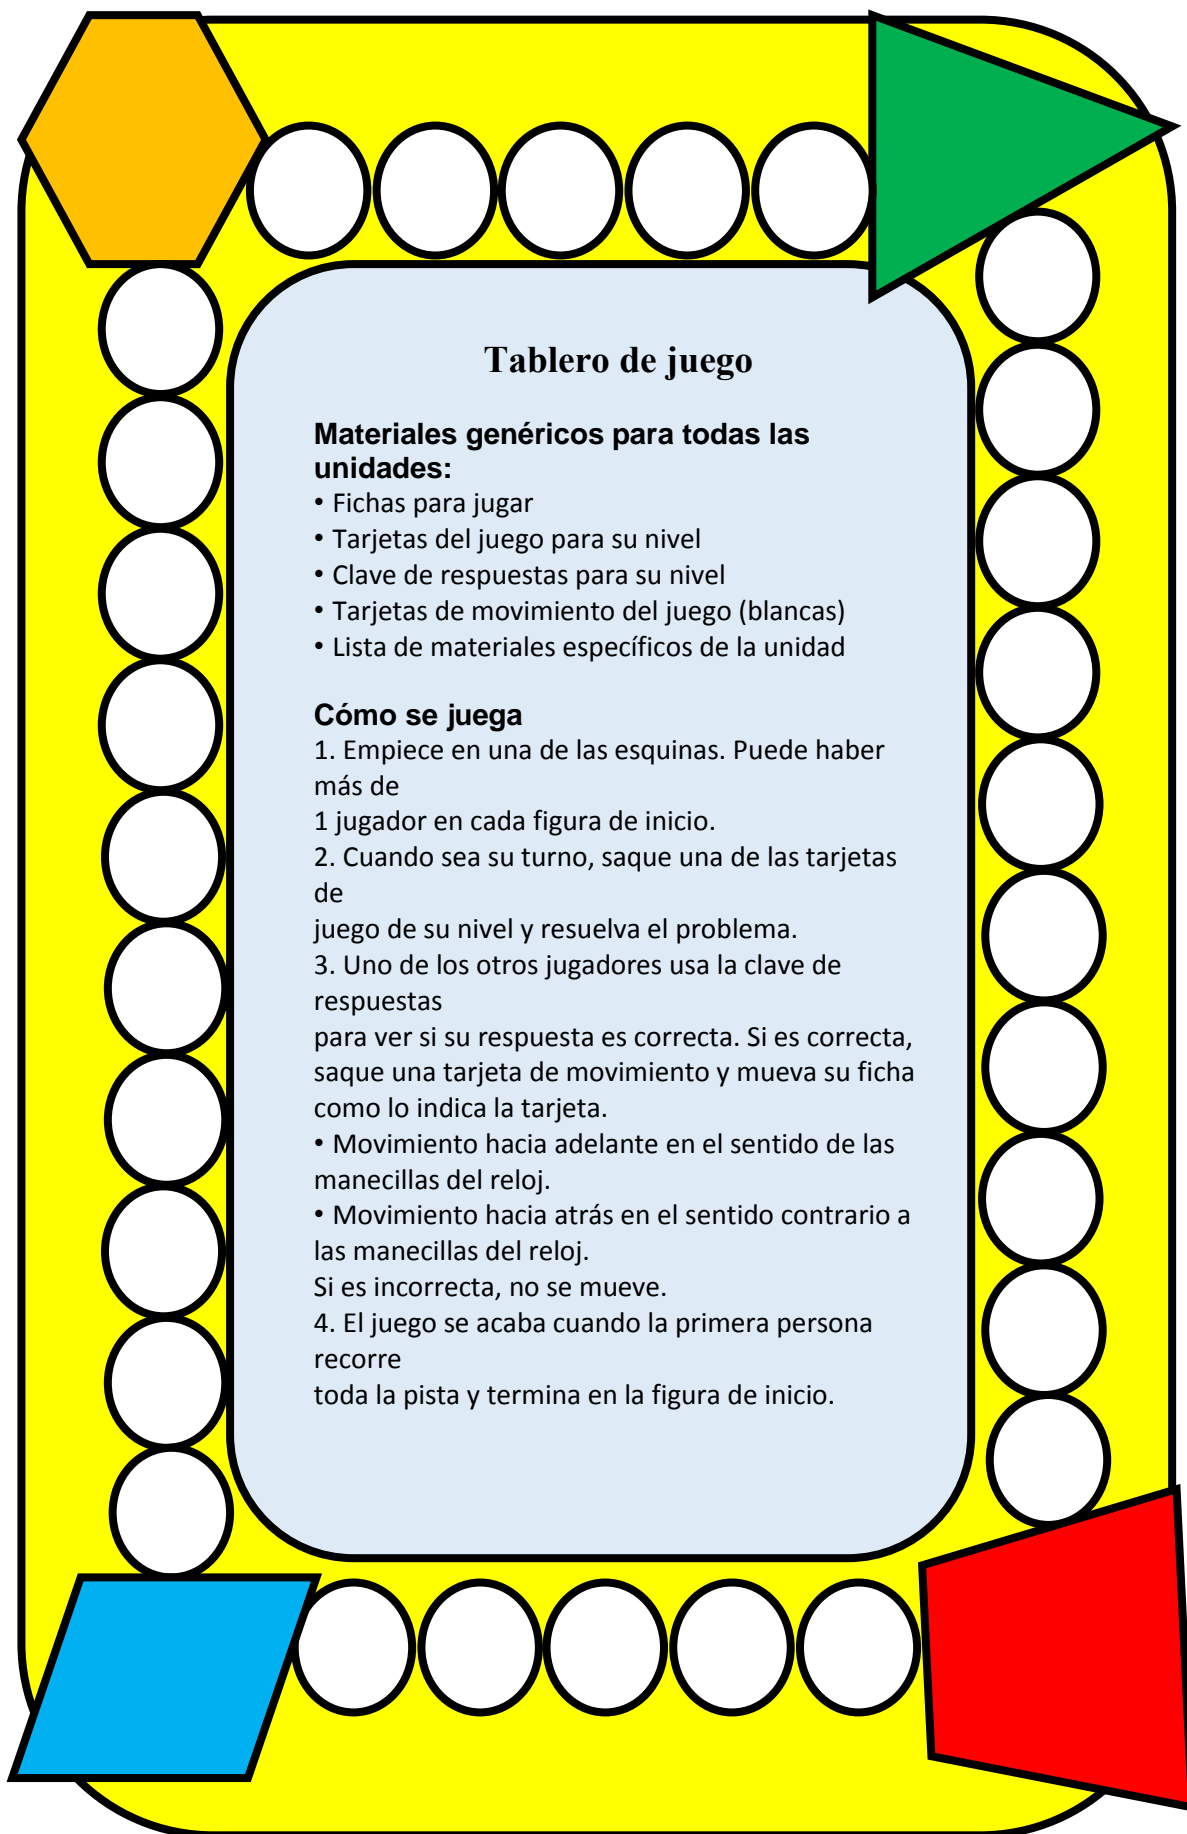 Tablero de juego
Materiales genéricos para todas las
unidades:
• Fichas para jugar
• Tarjetas del juego para su nivel
• Clave de respuestas para su nivel
• Tarjetas de movimiento del juego (blancas)
• Lista de materiales específicos de la unidad
Cómo se juega
1. Empiece en una de las esquinas. Puede haber
más de
1 jugador en cada figura de inicio.
2. Cuando sea su turno, saque una de las tarjetas
de
juego de su nivel y resuelva el problema.
3. Uno de los otros jugadores usa la clave de
respuestas
para ver si su respuesta es correcta. Si es correcta,
saque una tarjeta de movimiento y mueva su ficha
como lo indica la tarjeta.
• Movimiento hacia adelante en el sentido de las
manecillas del reloj.
• Movimiento hacia atrás en el sentido contrario a
las manecillas del reloj.
Si es incorrecta, no se mueve.
4. El juego se acaba cuando la primera persona
recorre
toda la pista y termina en la figura de inicio.